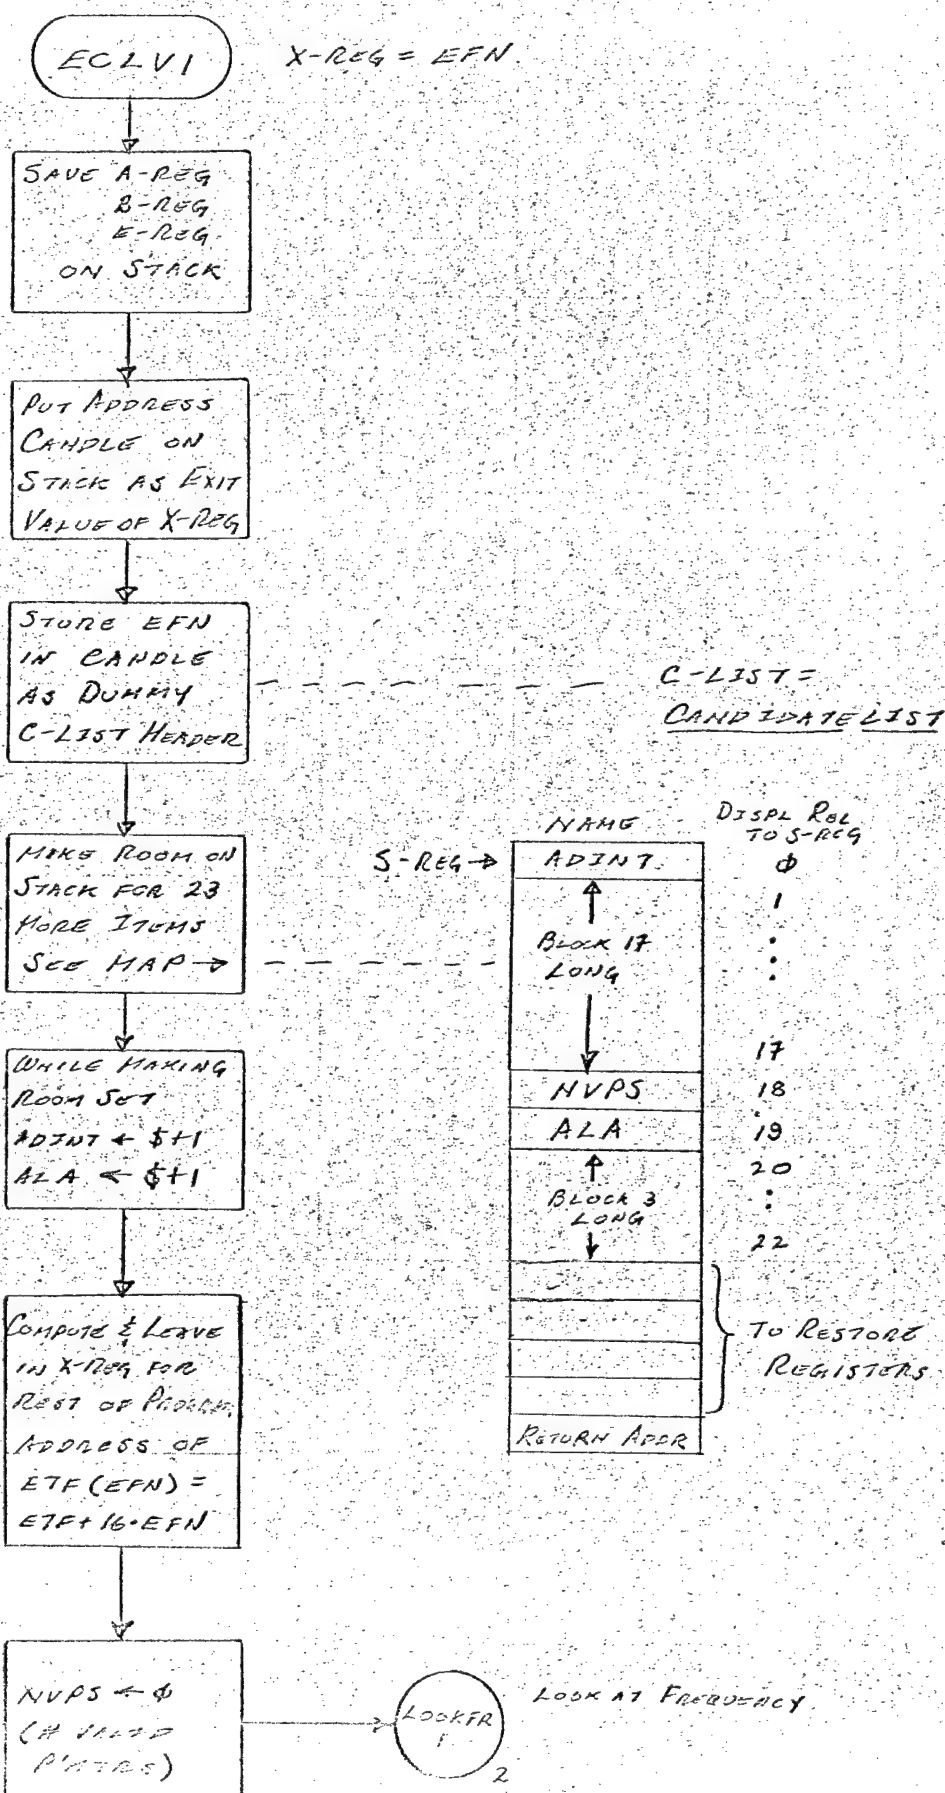 ECLV1
X-REG = EFN
SAVE A-REG
B-REG
E-REG
ON STACK
PUT ADDRESS
CANDLE ON
STACK AS EXIT
VALUE OF X-REG
STORE EFN
IN CANDLE
AS DUMMY
C-LIST HEADER
C-LIST =
CANDIDATE LIST
MAKE ROOM ON
STACK FOR 23
MORE ITEMS
SEE MAP →
NAME
DISPL REL
TO S-REG
S-REG →
ADINT
φ
1
BLOCK 17
LONG
17
NVPS
18
ALA
19
20
BLOCK 3
LONG
22
TO RESTORE
REGISTERS
RETURN ADDR
WHILE MAKING
ROOM SET
ADINT ← $+1
ALA ← $+1
COMPUTE & LEAVE
IN X-REG FOR
REST OF PROGRM.
ADDRESS OF
ETF (EFN) =
ETF + 16·EFN
NVPS ← φ
(# VALID
P'NTRS)
LOOKFR
1
2
LOOK AT FREQUENCY